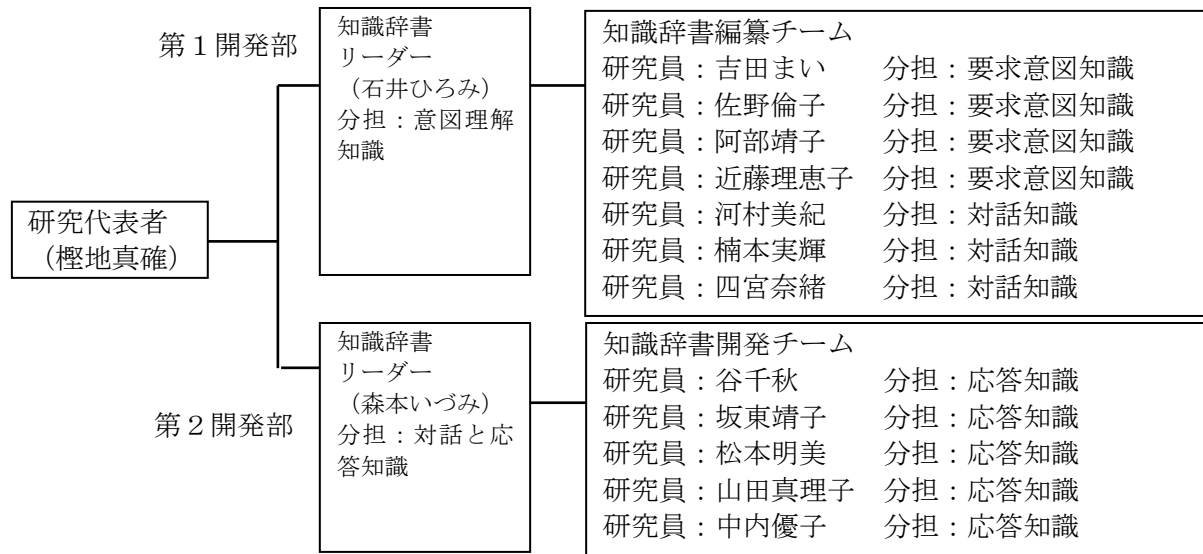 第１開発部
知識辞書
リーダー
（石井ひろみ）
分担：意図理解
知識
知識辞書編纂チーム
研究員：吉田まい　分担：要求意図知識
研究員：佐野倫子　分担：要求意図知識
研究員：阿部靖子　分担：要求意図知識
研究員：近藤理恵子　分担：要求意図知識
研究員：河村美紀　分担：対話知識
研究員：楠本実輝　分担：対話知識
研究員：四宮奈緒　分担：対話知識
研究代表者
（樫地真確）
第２開発部
知識辞書
リーダー
（森本いづみ）
分担：対話と応
答知識
知識辞書開発チーム
研究員：谷千秋　分担：応答知識
研究員：坂東靖子　分担：応答知識
研究員：松本明美　分担：応答知識
研究員：山田真理子　分担：応答知識
研究員：中内優子　分担：応答知識